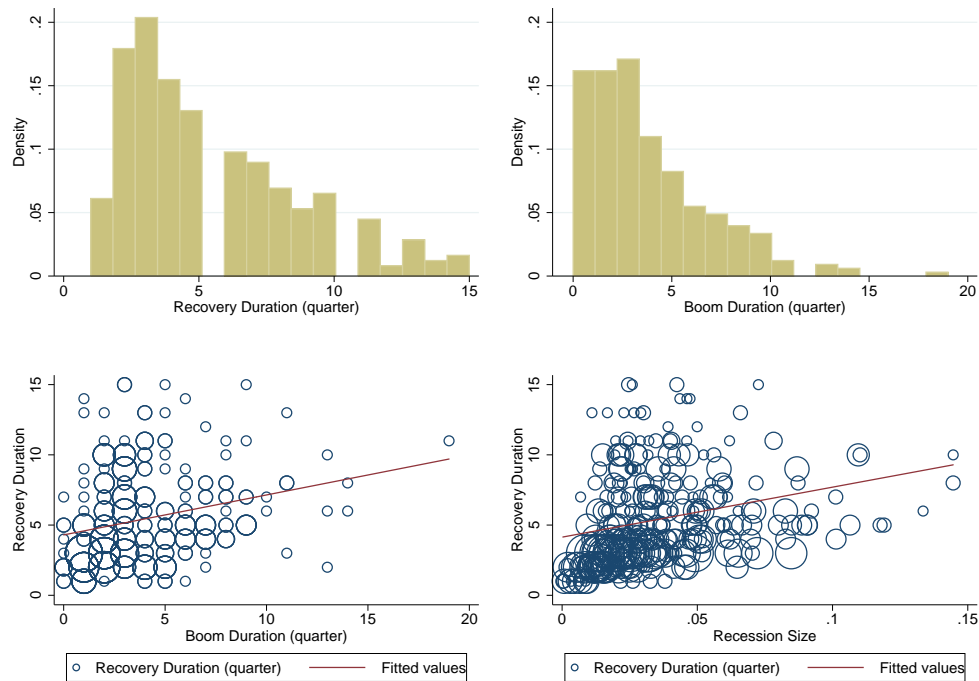 Density
0 .05 .1 .15 .2
0 5 10 15
Recovery Duration (quarter)
Density
0 .05 .1 .15 .2
0 5 10 15 20
Boom Duration (quarter)
Recovery Duration
0 5 10 15
0 5 10 15 20
Boom Duration (quarter)
Recovery Duration (quarter) Fitted values
Recovery Duration
0 5 10 15
0 .05 .1 .15
Recession Size
Recovery Duration (quarter) Fitted values